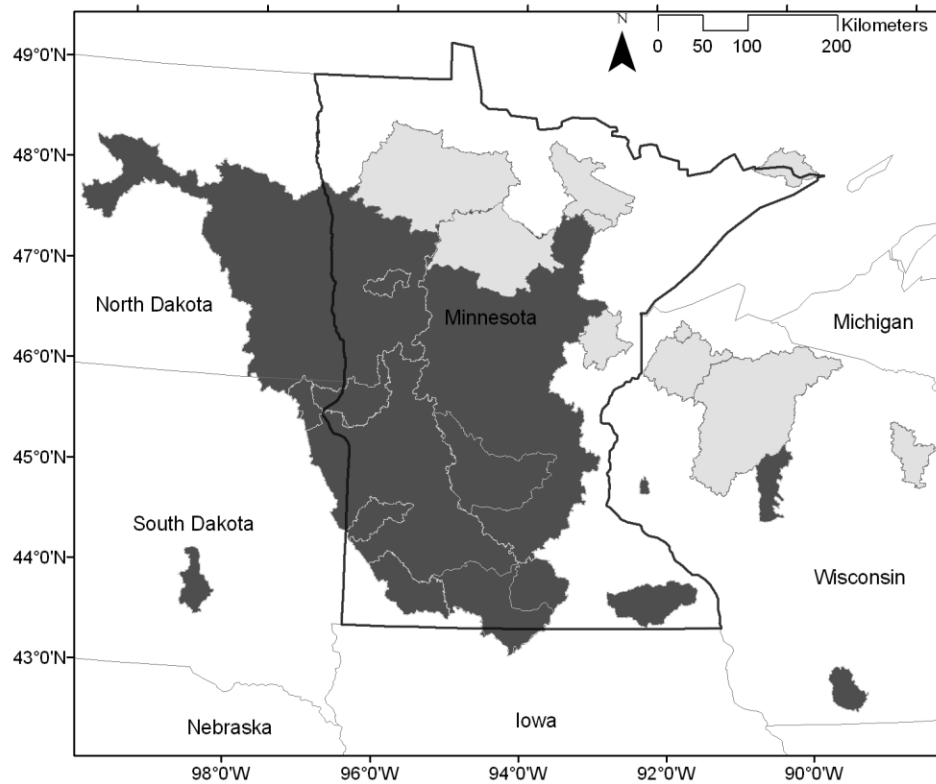 N
Kilometers
0 50 100 200
49°0'N
48°0'N
47°0'N
North Dakota
Minnesota
Michigan
46°0'N
45°0'N
South Dakota
44°0'N
Wisconsin
43°0'N
Nebraska
Iowa
98°0'W 96°0'W 94°0'W 92°0'W 90°0'W